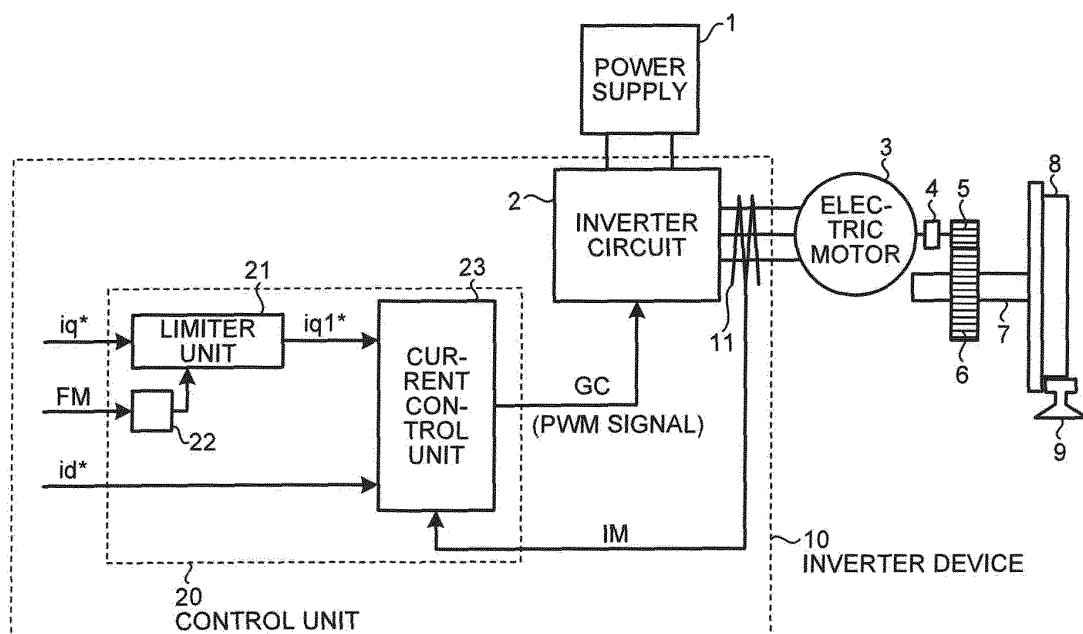 1
POWER
SUPPLY
2
INVERTER
CIRCUIT
3
ELEC-
TRIC
MOTOR
4
5
8
11
6
7
9
21
23
iq*
LIMITER
UNIT
iq1*
FM
22
id*
CUR-
RENT
CON-
TROL
UNIT
GC
(PWM SIGNAL)
IM
10
INVERTER DEVICE
20
CONTROL UNIT